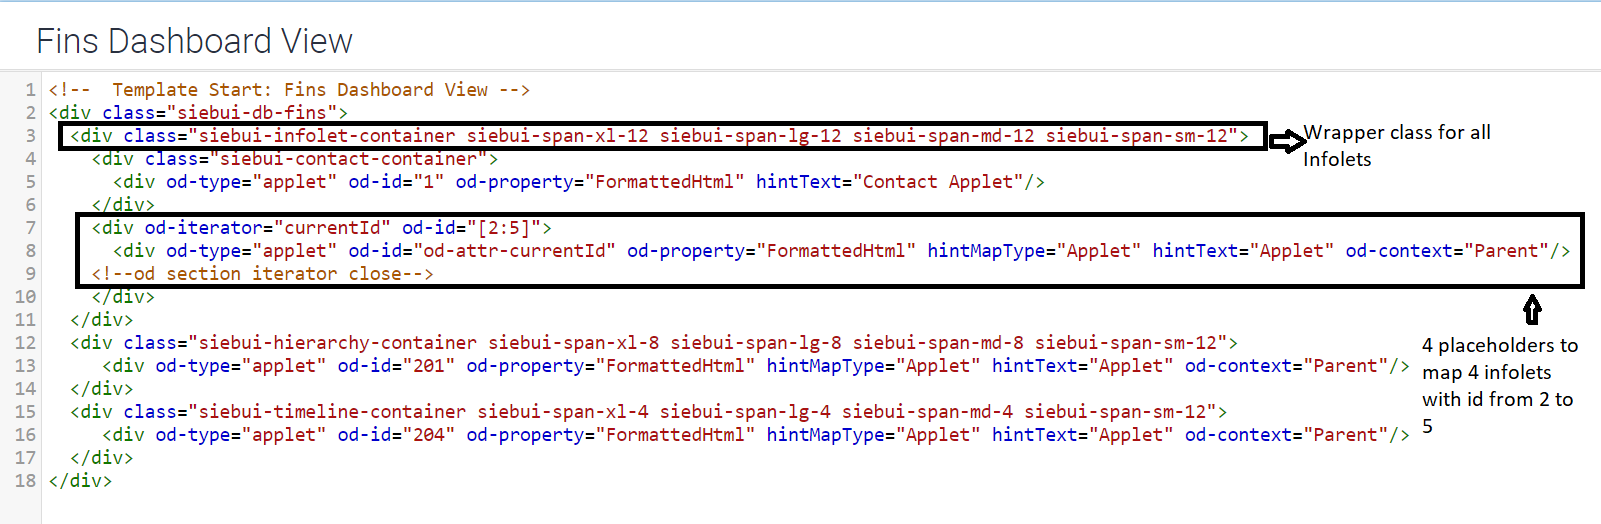 Fins Dashboard View
1 <!--  Template Start: Fins Dashboard View -->
2 <div class="siebui-db-fins">
3 <div class="siebui-infolet-container siebui-span-xl-12 siebui-span-lg-12 siebui-span-md-12 siebui-span-sm-12">
Wrapper class for all
Infolets
4 <div class="siebui-contact-container">
5 <div od-type="applet" od-id="1" od-property="FormattedHtml" hintText="Contact Applet"/>
6 </div>
7 <div od-iterator="currentId" od-id="[2:5]">
8 <div od-type="applet" od-id="od-attr-currentId" od-property="FormattedHtml" hintMapType="Applet" hintText="Applet" od-context="Parent"/>
9 <!--od section iterator close-->
10 </div>
11 </div>
12 <div class="siebui-hierarchy-container siebui-span-xl-8 siebui-span-lg-8 siebui-span-md-8 siebui-span-sm-12">
13 <div od-type="applet" od-id="201" od-property="FormattedHtml" hintMapType="Applet" hintText="Applet" od-context="Parent"/>
14 </div>
15 <div class="siebui-timeline-container siebui-span-xl-4 siebui-span-lg-4 siebui-span-md-4 siebui-span-sm-12">
16 <div od-type="applet" od-id="204" od-property="FormattedHtml" hintMapType="Applet" hintText="Applet" od-context="Parent"/>
17 </div>
18 </div>
4 placeholders to
map 4 infolets
with id from 2 to
5